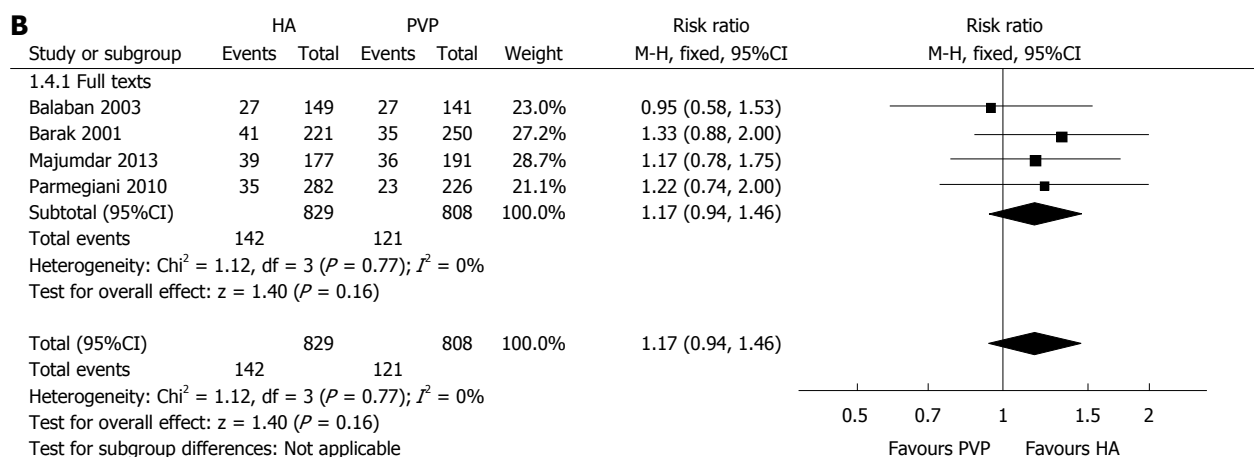 B
HA PVP Risk ratio Risk ratio
Study or subgroup Events Total Events Total Weight M-H, fixed, 95%CI M-H, fixed, 95%CI
1.4.1 Full texts
Balaban 2003 27 149 27 141 23.0% 0.95 (0.58, 1.53)
Barak 2001 41 221 35 250 27.2% 1.33 (0.88, 2.00)
Majumdar 2013 39 177 36 191 28.7% 1.17 (0.78, 1.75)
Parmegiani 2010 35 282 23 226 21.1% 1.22 (0.74, 2.00)
Subtotal (95%CI) 829 808 100.0% 1.17 (0.94, 1.46)
Total events 142 121
Heterogeneity: Chi² = 1.12, df = 3 (P = 0.77); I² = 0%
Test for overall effect: z = 1.40 (P = 0.16)
Total (95%CI) 829 808 100.0% 1.17 (0.94, 1.46)
Total events 142 121
Heterogeneity: Chi² = 1.12, df = 3 (P = 0.77); I² = 0%
Test for overall effect: z = 1.40 (P = 0.16)
Test for subgroup differences: Not applicable
0.5 0.7 1 1.5 2
Favours PVP Favours HA